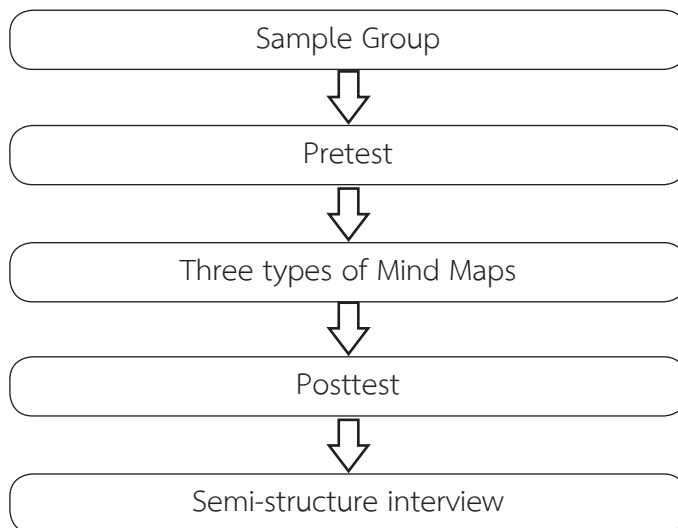 Sample Group
Pretest
Three types of Mind Maps
Posttest
Semi-structure interview